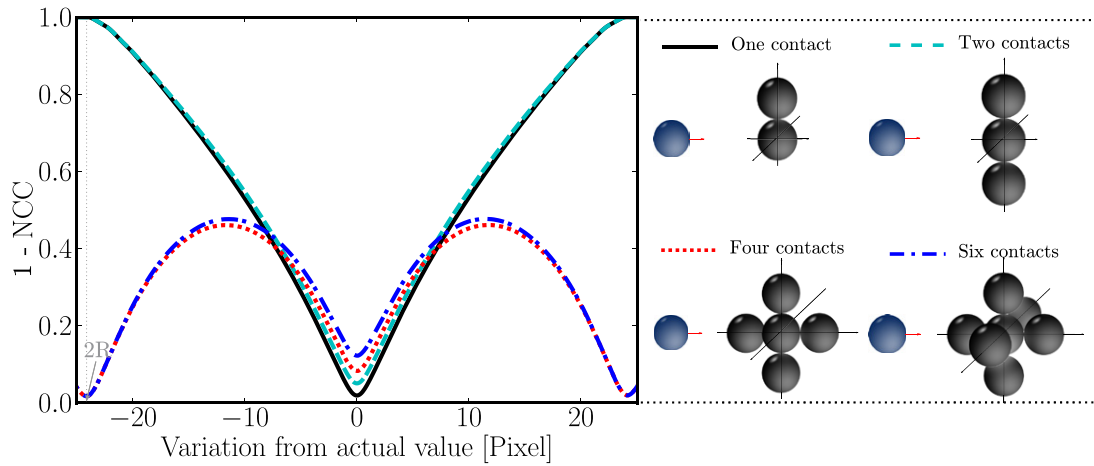 1.0
0.8
0.6
0.4
0.2
0.0
1 - NCC
2R
−20
−10
0
10
20
Variation from actual value [Pixel]
One contact
Two contacts
Four contacts
Six contacts